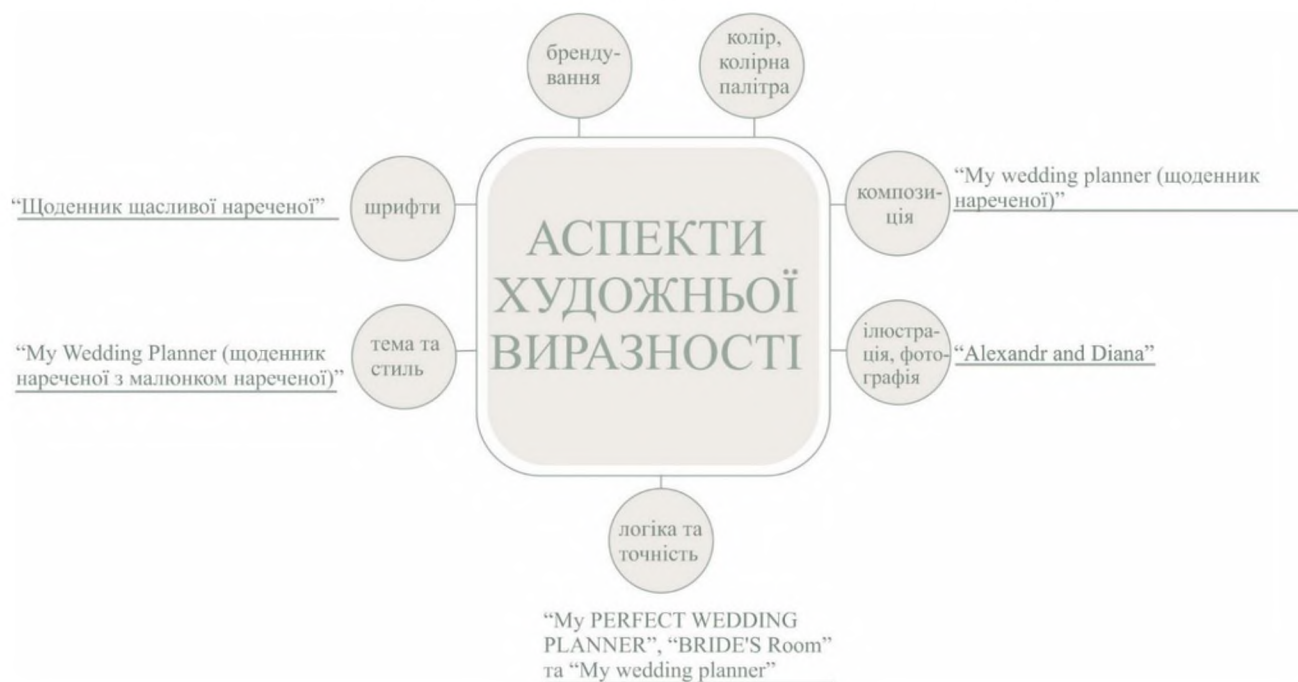 бренду-
вання
колір,
колірна
палітра
“Щоденник щасливої нареченої”
шрифти
АСПЕКТИ
ХУДОЖНЬОЇ
ВИРАЗНОСТІ
компози-
ція
“My wedding planner (щоденник
нареченої)”
“My Wedding Planner (щоденник
нареченої з малюнком нареченої)”
тема та
стиль
ілюстра-
ція, фото-
графія
“Alexandr and Diana”
логіка та
точність
“My PERFECT WEDDING
PLANNER”, “BRIDE'S Room”
та “My wedding planner”